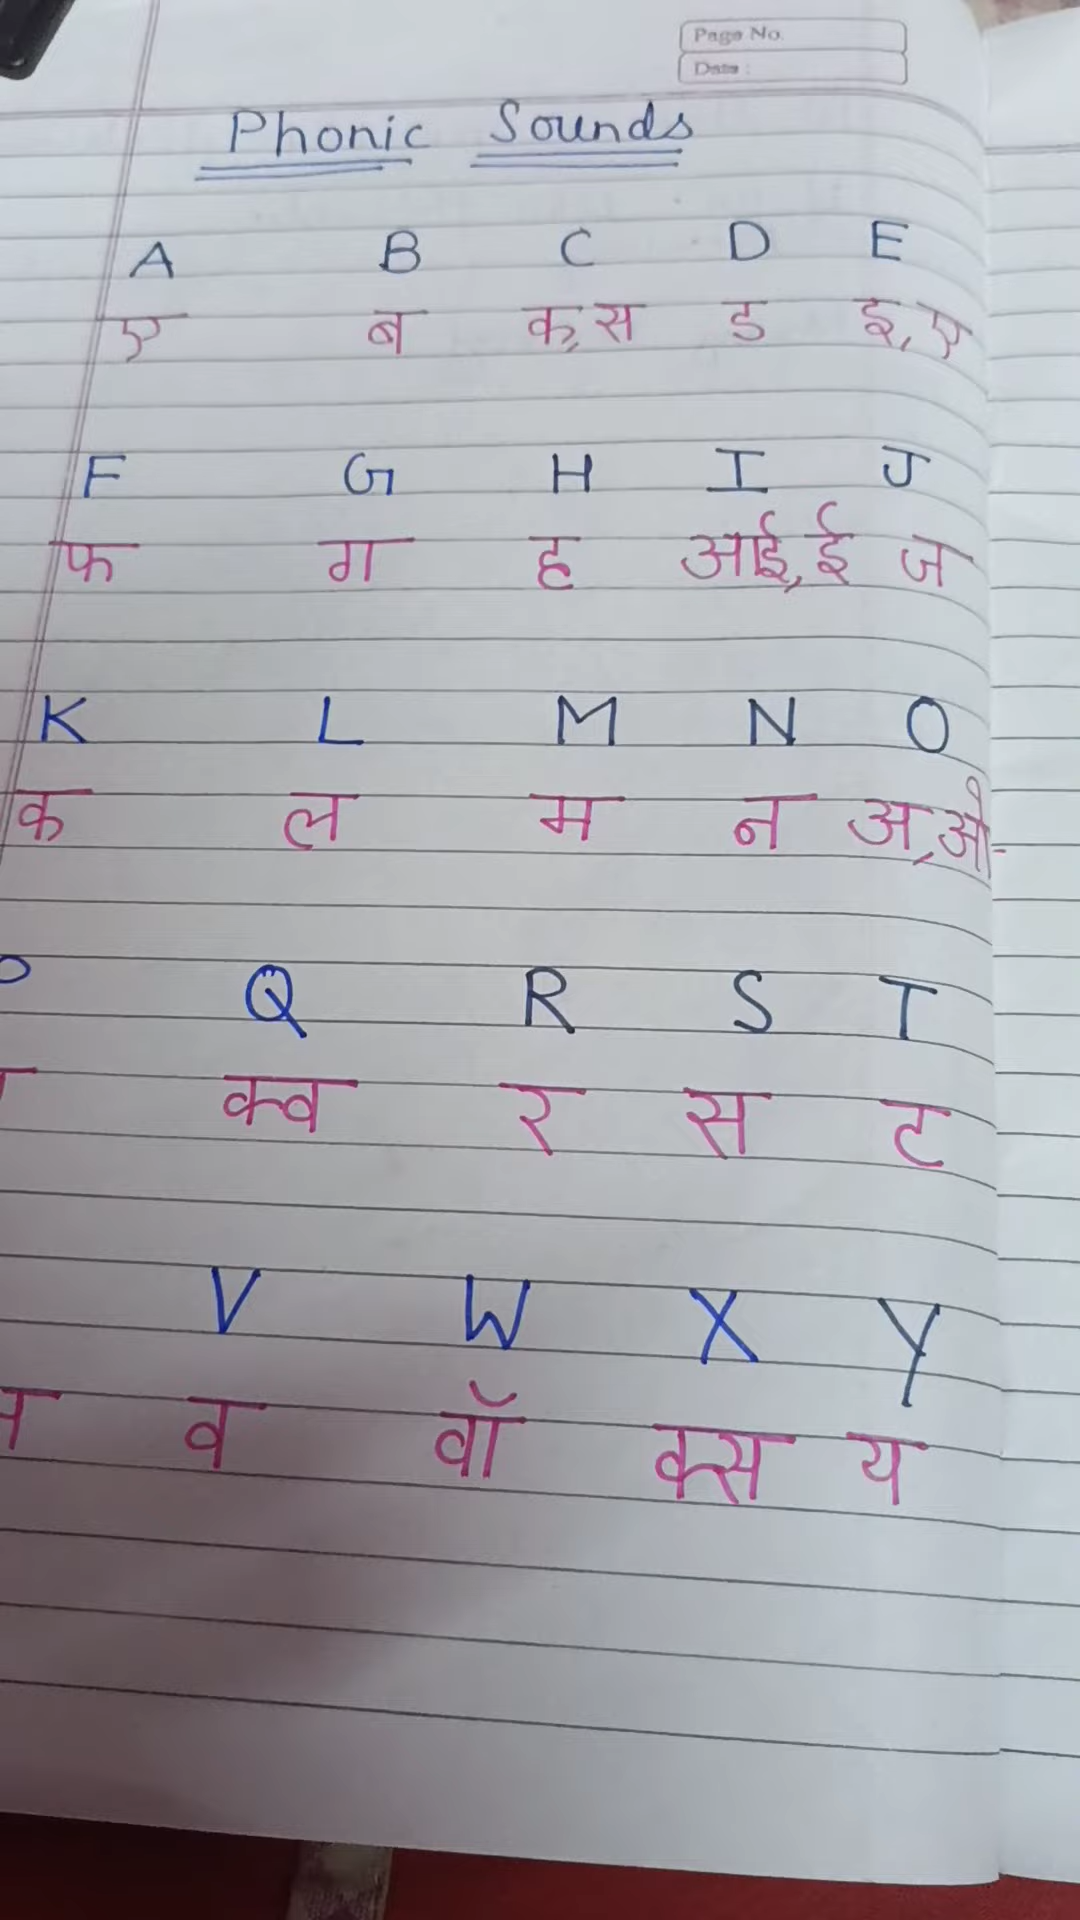 Page No.
Date :
Phonic Sounds
A B C D E
ए ब क,स ड इ,ए
F G H I J
फ ग ह आई,ई ज
K L M N O
क ल म न अ,ओ
Q R S T
क्व र स ट
V W X Y
व वॉ क्स य